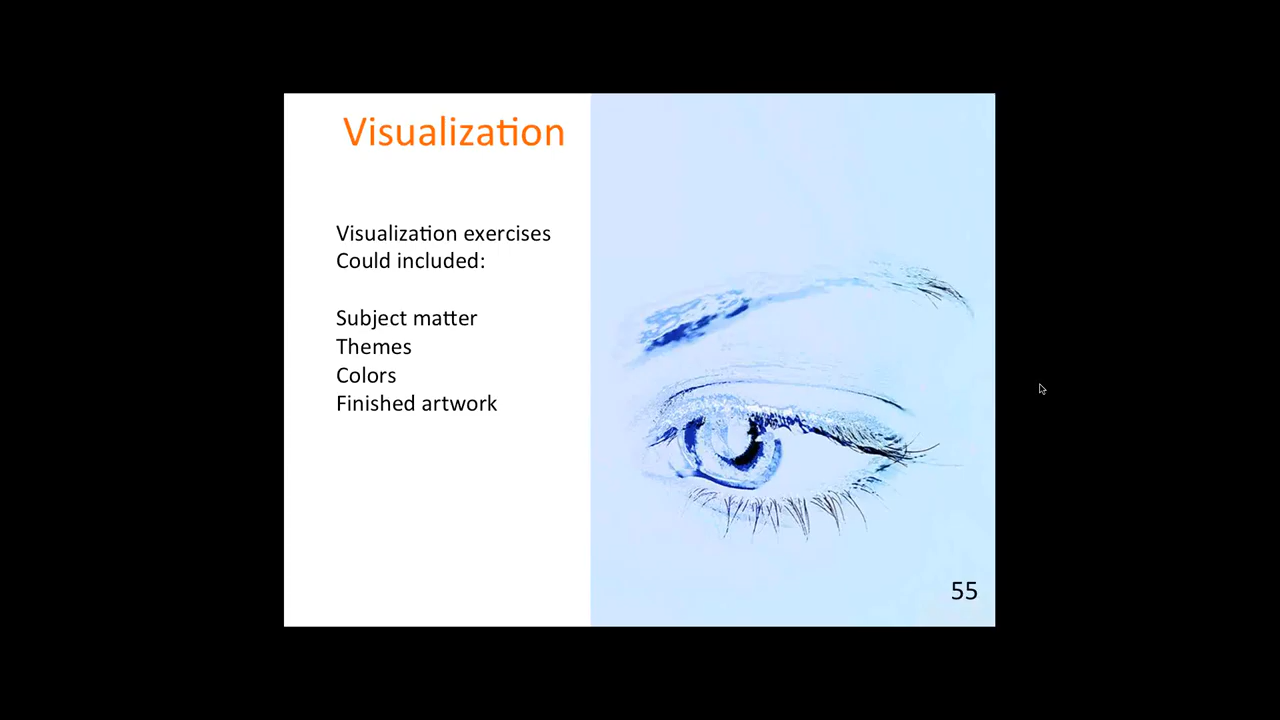 Visualization
Visualization exercises
Could included:
Subject matter
Themes
Colors
Finished artwork
55